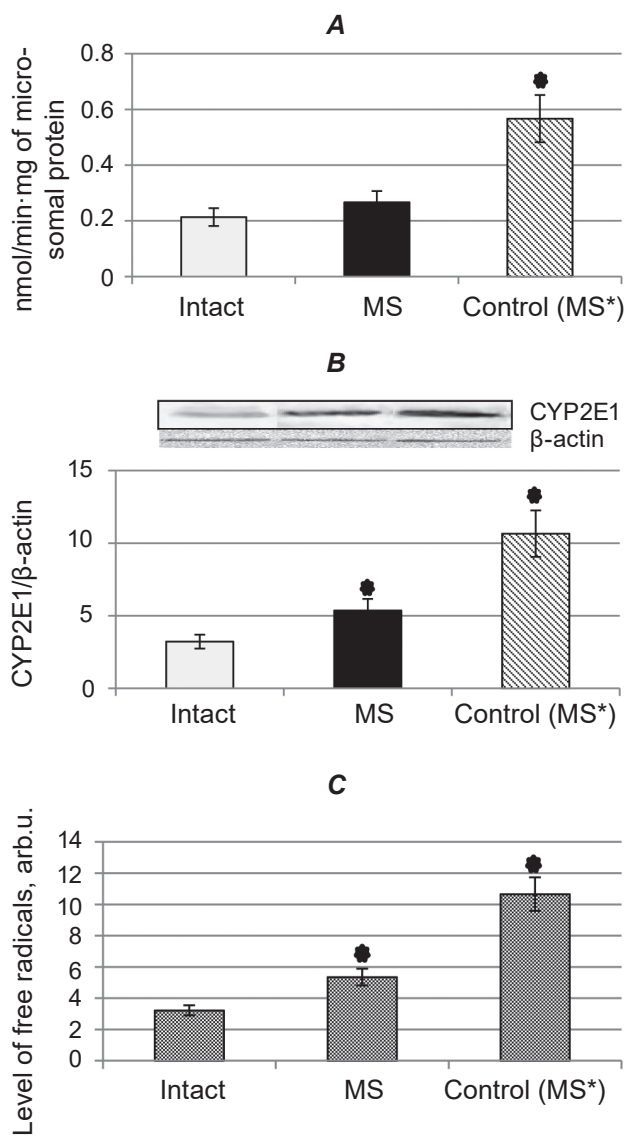 A
nmol/min·mg of micro-
somal protein
0.8
0.6
0.4
0.2
0
Intact MS Control (MS*)
B
CYP2E1
β-actin
CYP2E1/β-actin
15
10
5
0
Intact MS Control (MS*)
C
Level of free radicals, arb.u.
14
12
10
8
6
4
2
0
Intact MS Control (MS*)